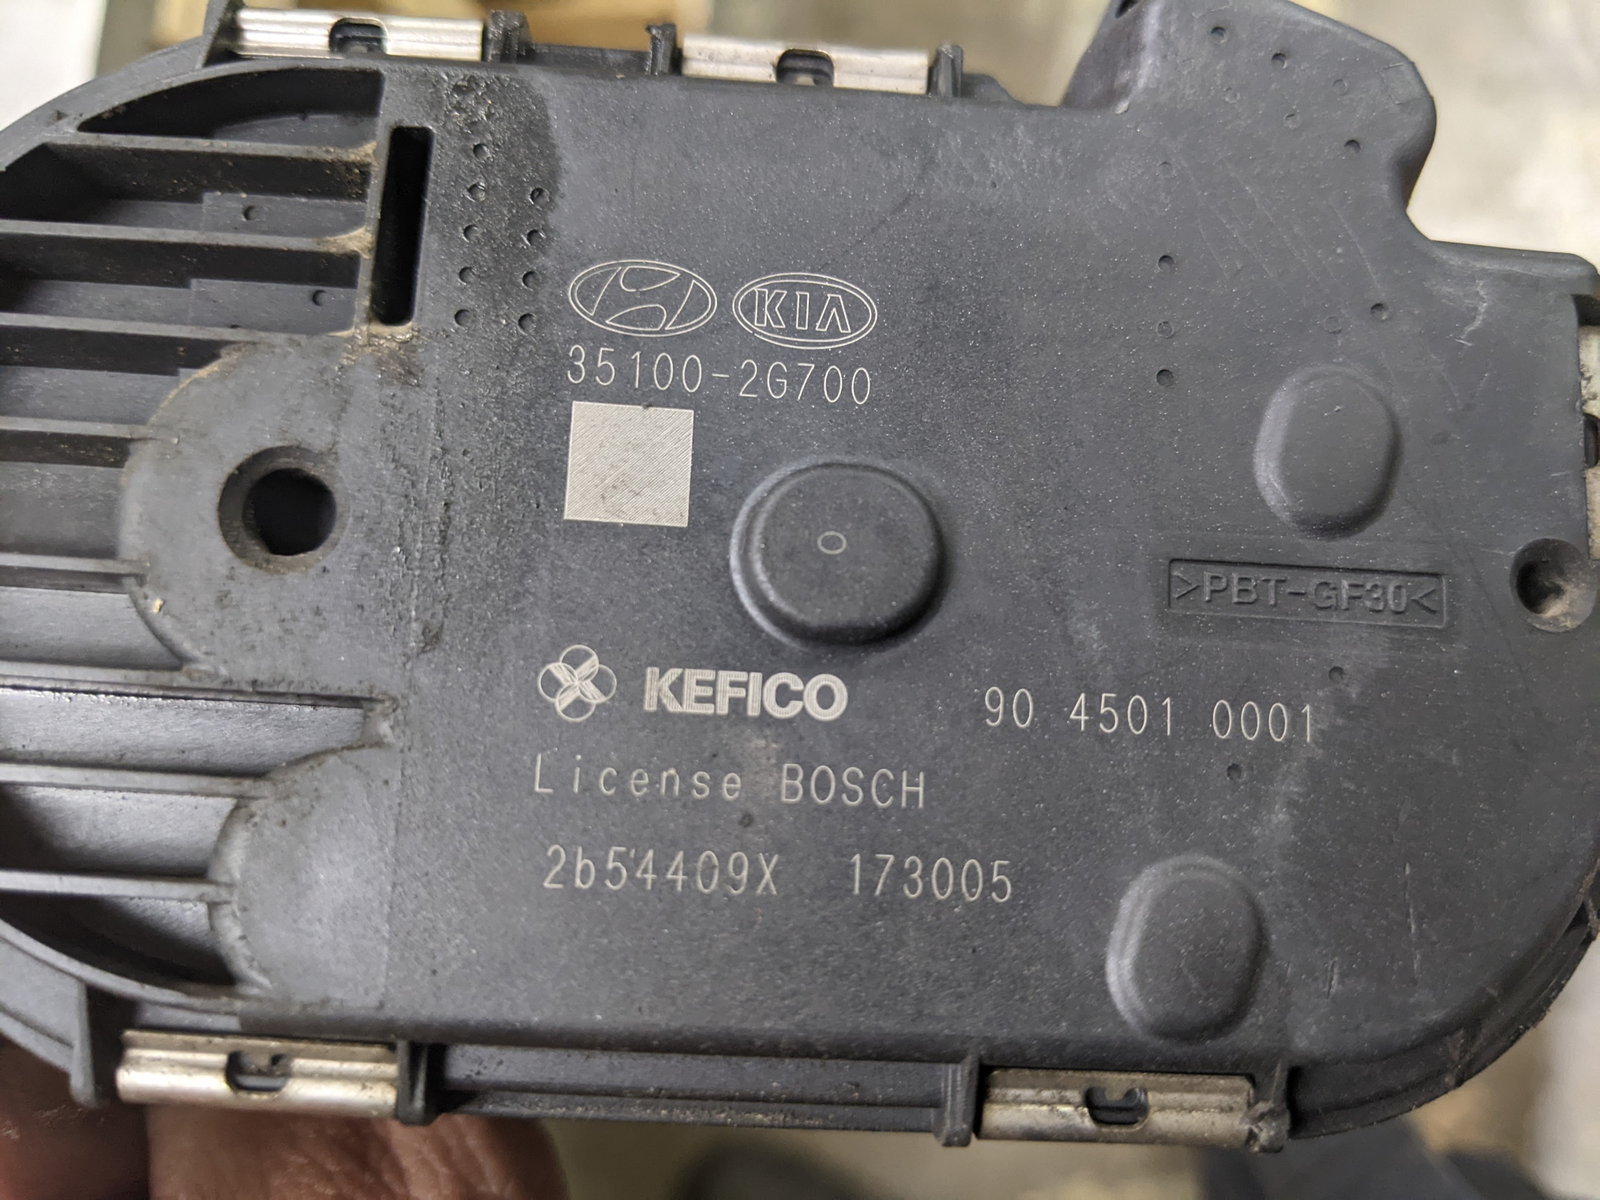 KIA
35100-2G700
>PBT-GF30<
KEFICO
90 4501 0001
License BOSCH
2b54409X 173005